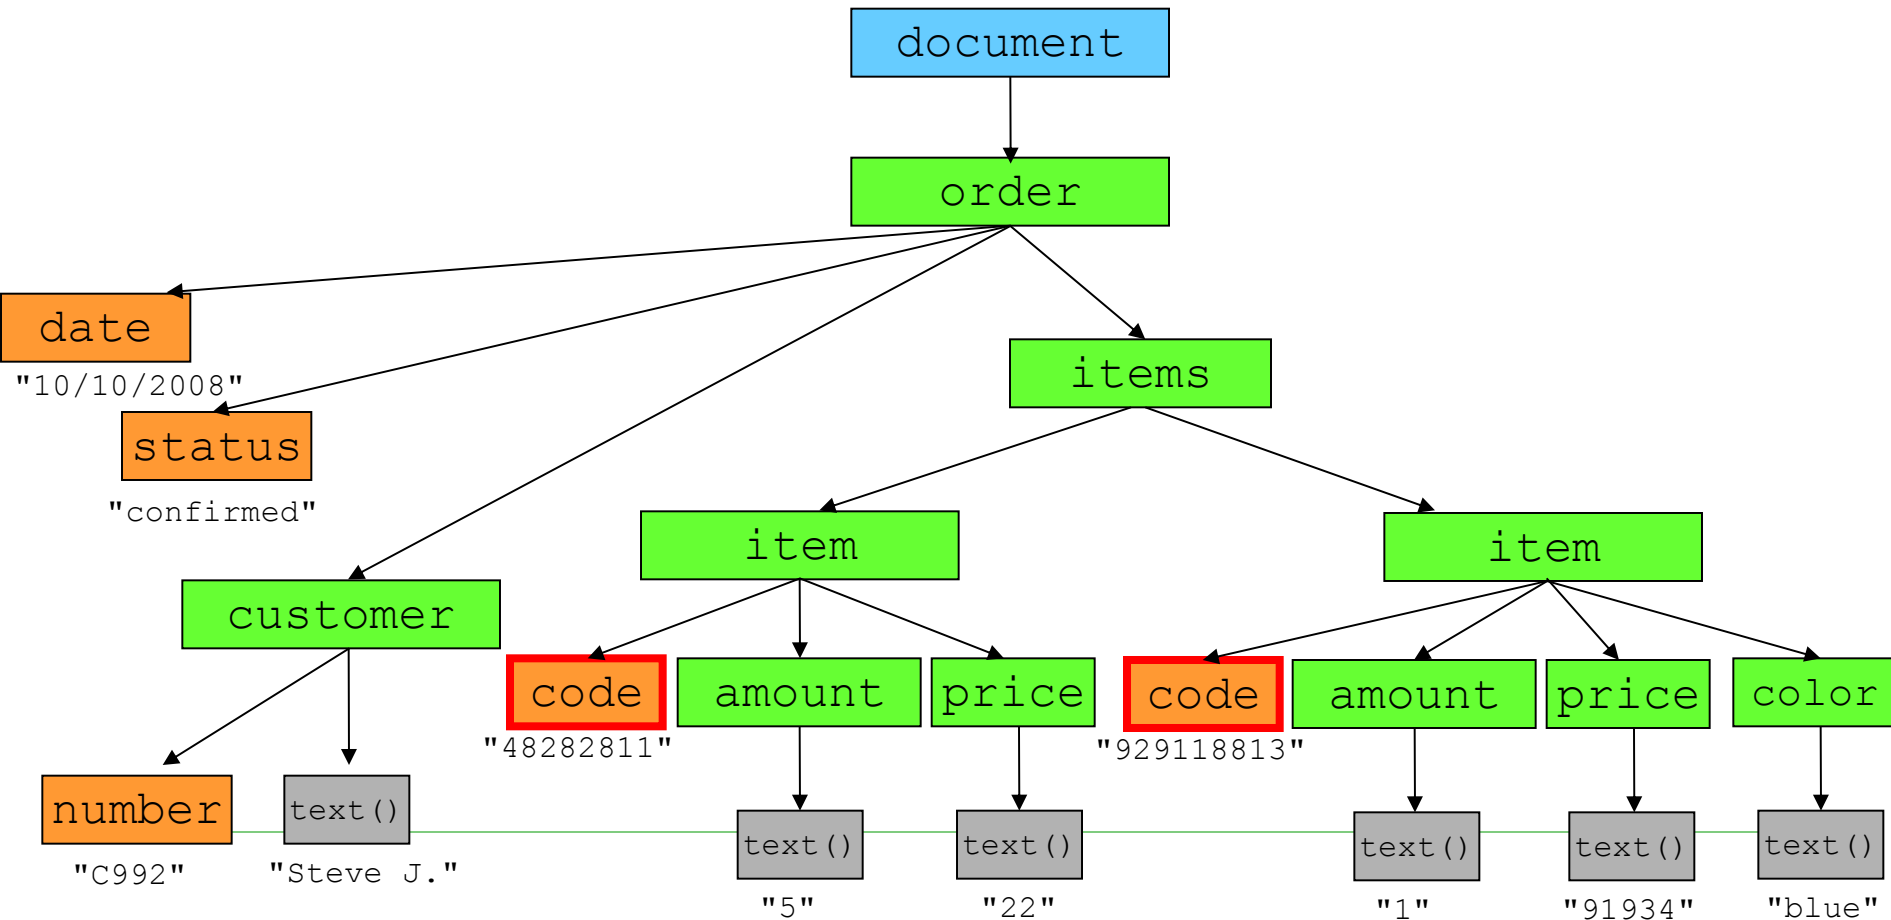 document
order
date
"10/10/2008"
items
status
"confirmed"
item
item
customer
code
amount
price
code
amount
price
color
"48282811"
"929118813"
number
text()
text()
text()
text()
text()
text()
"C992"
"Steve J."
"5"
"22"
"1"
"91934"
"blue"